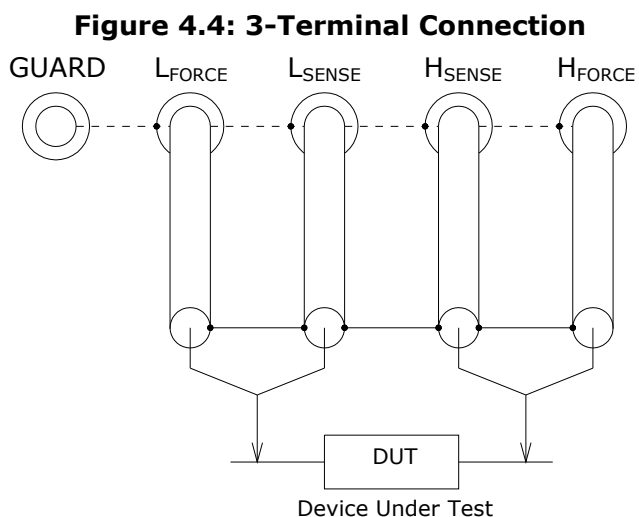 Figure 4.4: 3-Terminal Connection
GUARD LFORCE LSENSE HSENSE HFORCE
DUT
Device Under Test